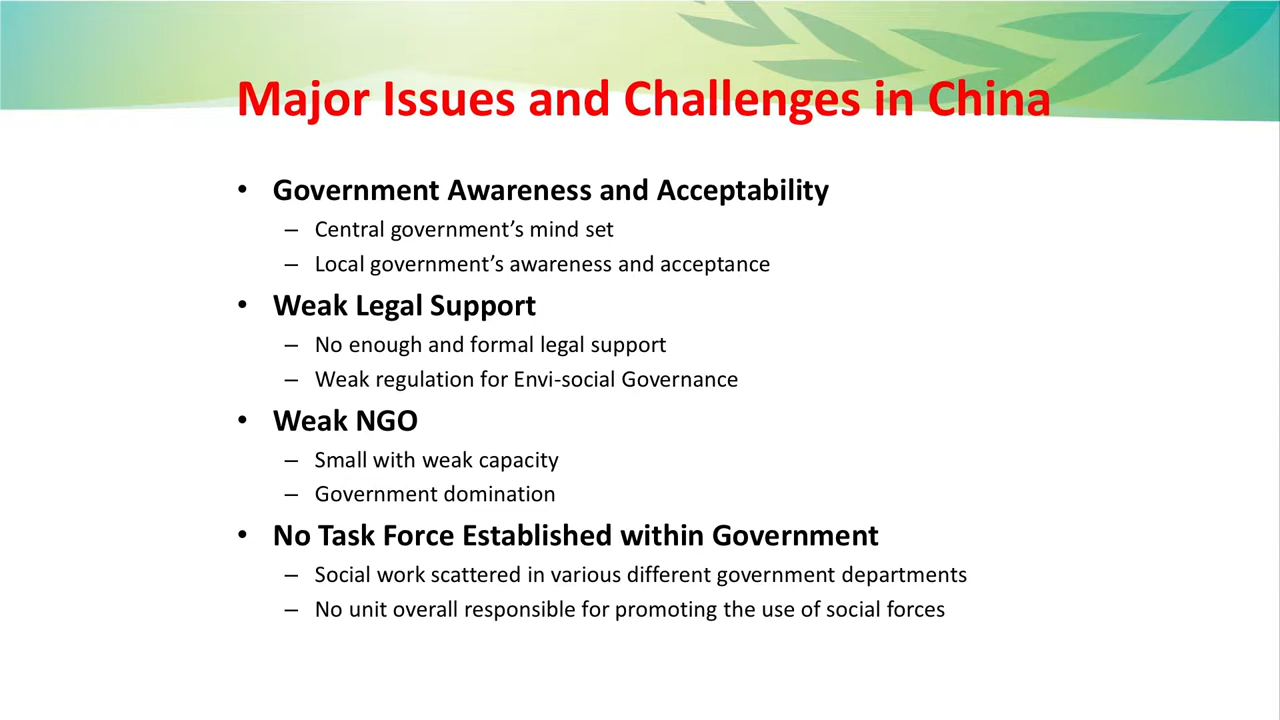 Major Issues and Challenges in China
• Government Awareness and Acceptability
– Central government’s mind set
– Local government’s awareness and acceptance
• Weak Legal Support
– No enough and formal legal support
– Weak regulation for Envi-social Governance
• Weak NGO
– Small with weak capacity
– Government domination
• No Task Force Established within Government
– Social work scattered in various different government departments
– No unit overall responsible for promoting the use of social forces